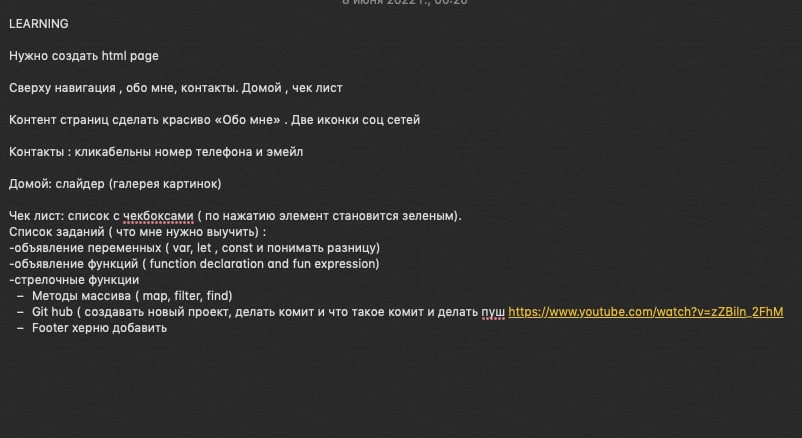 8 июня 2022 г., 00:20
LEARNING
Нужно создать html page
Сверху навигация , обо мне, контакты. Домой , чек лист
Контент страниц сделать красиво «Обо мне» . Две иконки соц сетей
Контакты : кликабельны номер телефона и эмейл
Домой: слайдер (галерея картинок)
Чек лист: список с чекбоксами ( по нажатию элемент становится зеленым).
Список заданий ( что мне нужно выучить) :
-объявление переменных ( var, let , const и понимать разницу)
-объявление функций ( function declaration and fun expression)
-стрелочные функции
– Методы массива ( map, filter, find)
– Git hub ( создавать новый проект, делать комит и что такое комит и делать пуш https://www.youtube.com/watch?v=zZBiln_2FhM
– Footer херню добавить